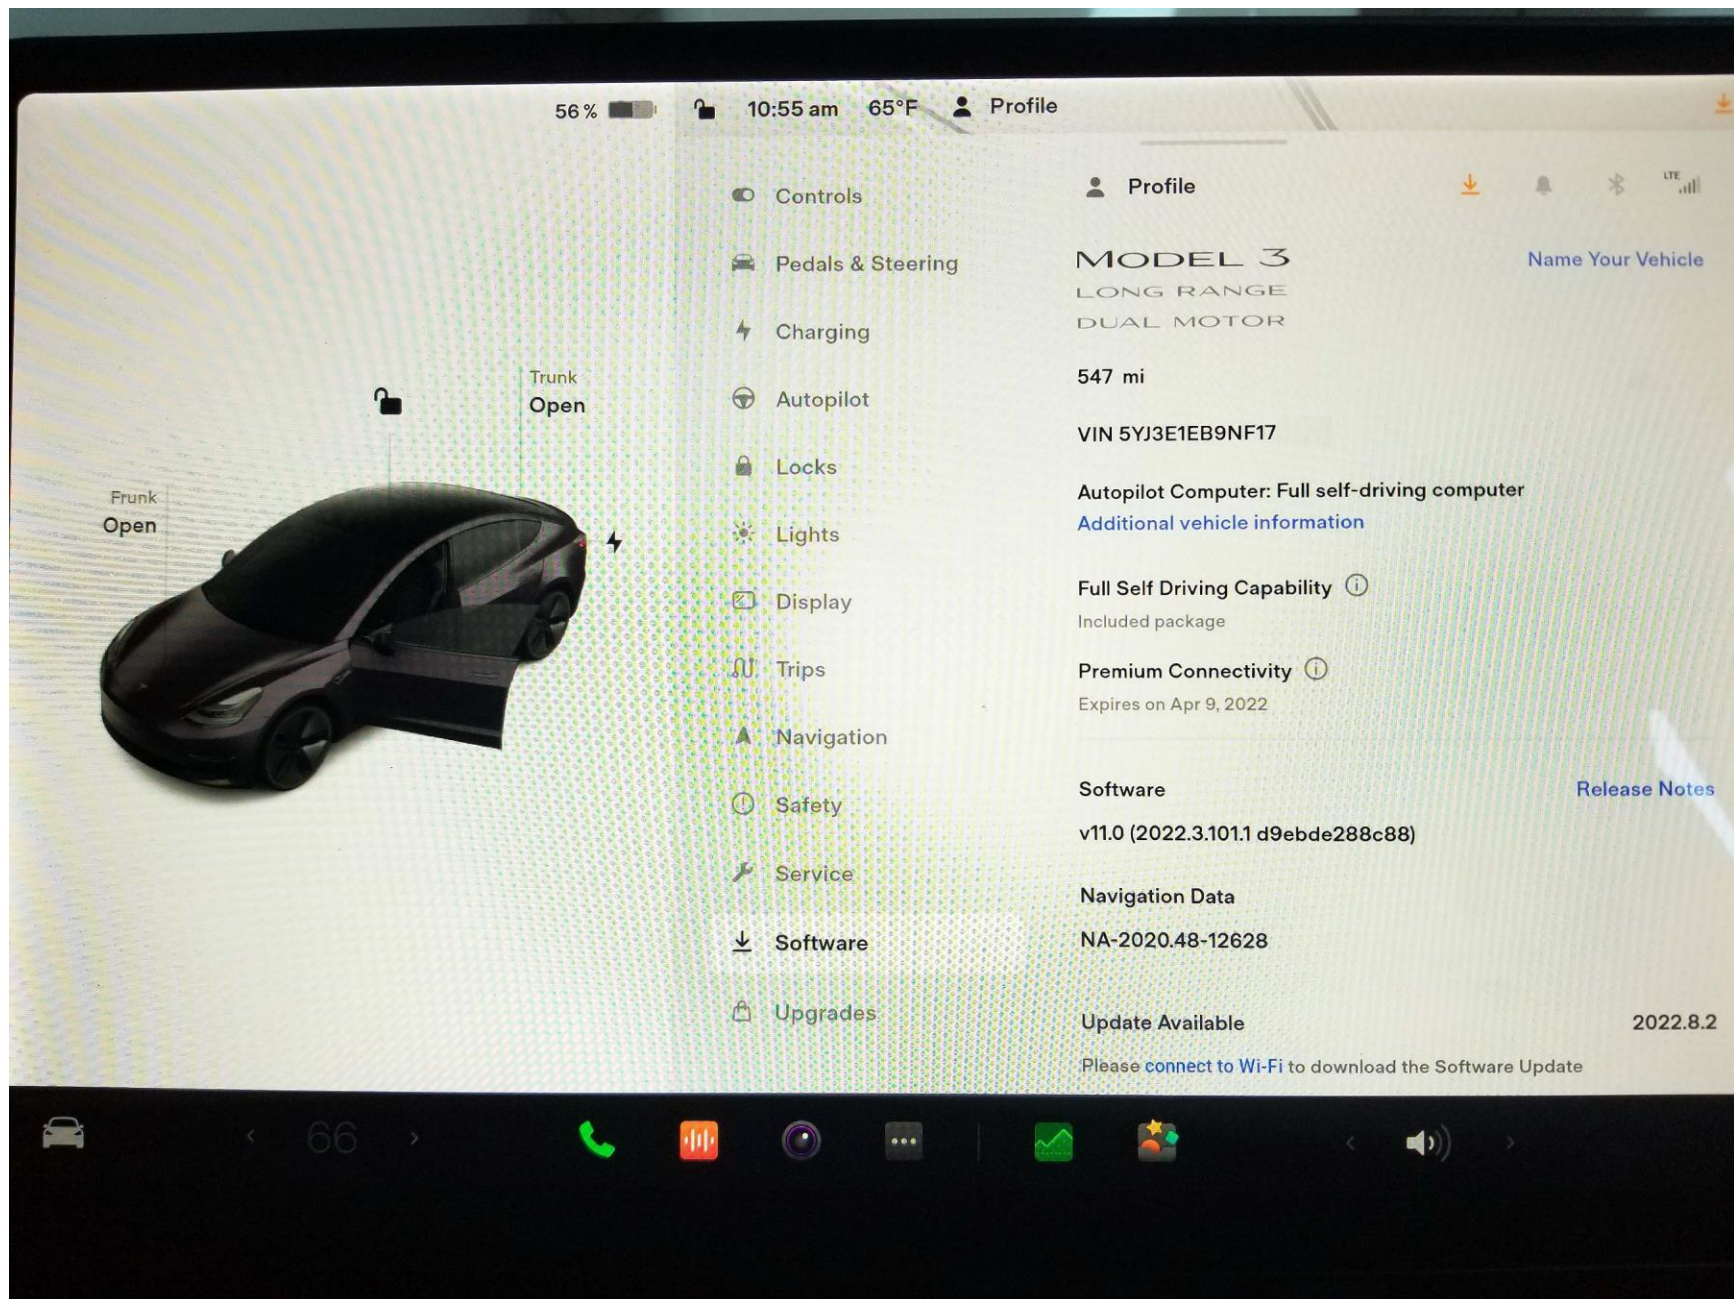 56 %
10:55 am
65°F
Profile
Trunk
Open
Frunk
Open
Controls
Pedals & Steering
Charging
Autopilot
Locks
Lights
Display
Trips
Navigation
Safety
Service
Software
Upgrades
Profile
LTE
MODEL 3
Name Your Vehicle
LONG RANGE
DUAL MOTOR
547 mi
VIN 5YJ3E1EB9NF17
Autopilot Computer: Full self-driving computer
Additional vehicle information
Full Self Driving Capability
Included package
Premium Connectivity
Expires on Apr 9, 2022
Software
Release Notes
v11.0 (2022.3.101.1 d9ebde288c88)
Navigation Data
NA-2020.48-12628
Update Available
2022.8.2
Please connect to Wi-Fi to download the Software Update
66